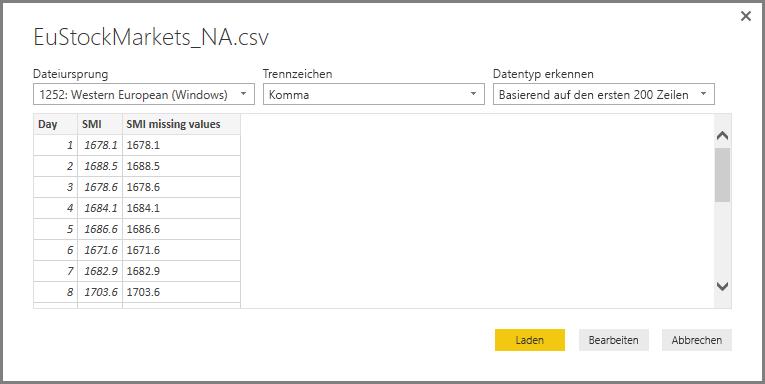 EuStockMarkets_NA.csv
Dateiursprung Trennzeichen Datentyp erkennen
1252: Western European (Windows) Komma Basierend auf den ersten 200 Zeilen
Day SMI SMI missing values
1 1678.1 1678.1
2 1688.5 1688.5
3 1678.6 1678.6
4 1684.1 1684.1
5 1686.6 1686.6
6 1671.6 1671.6
7 1682.9 1682.9
8 1703.6 1703.6
Laden Bearbeiten Abbrechen